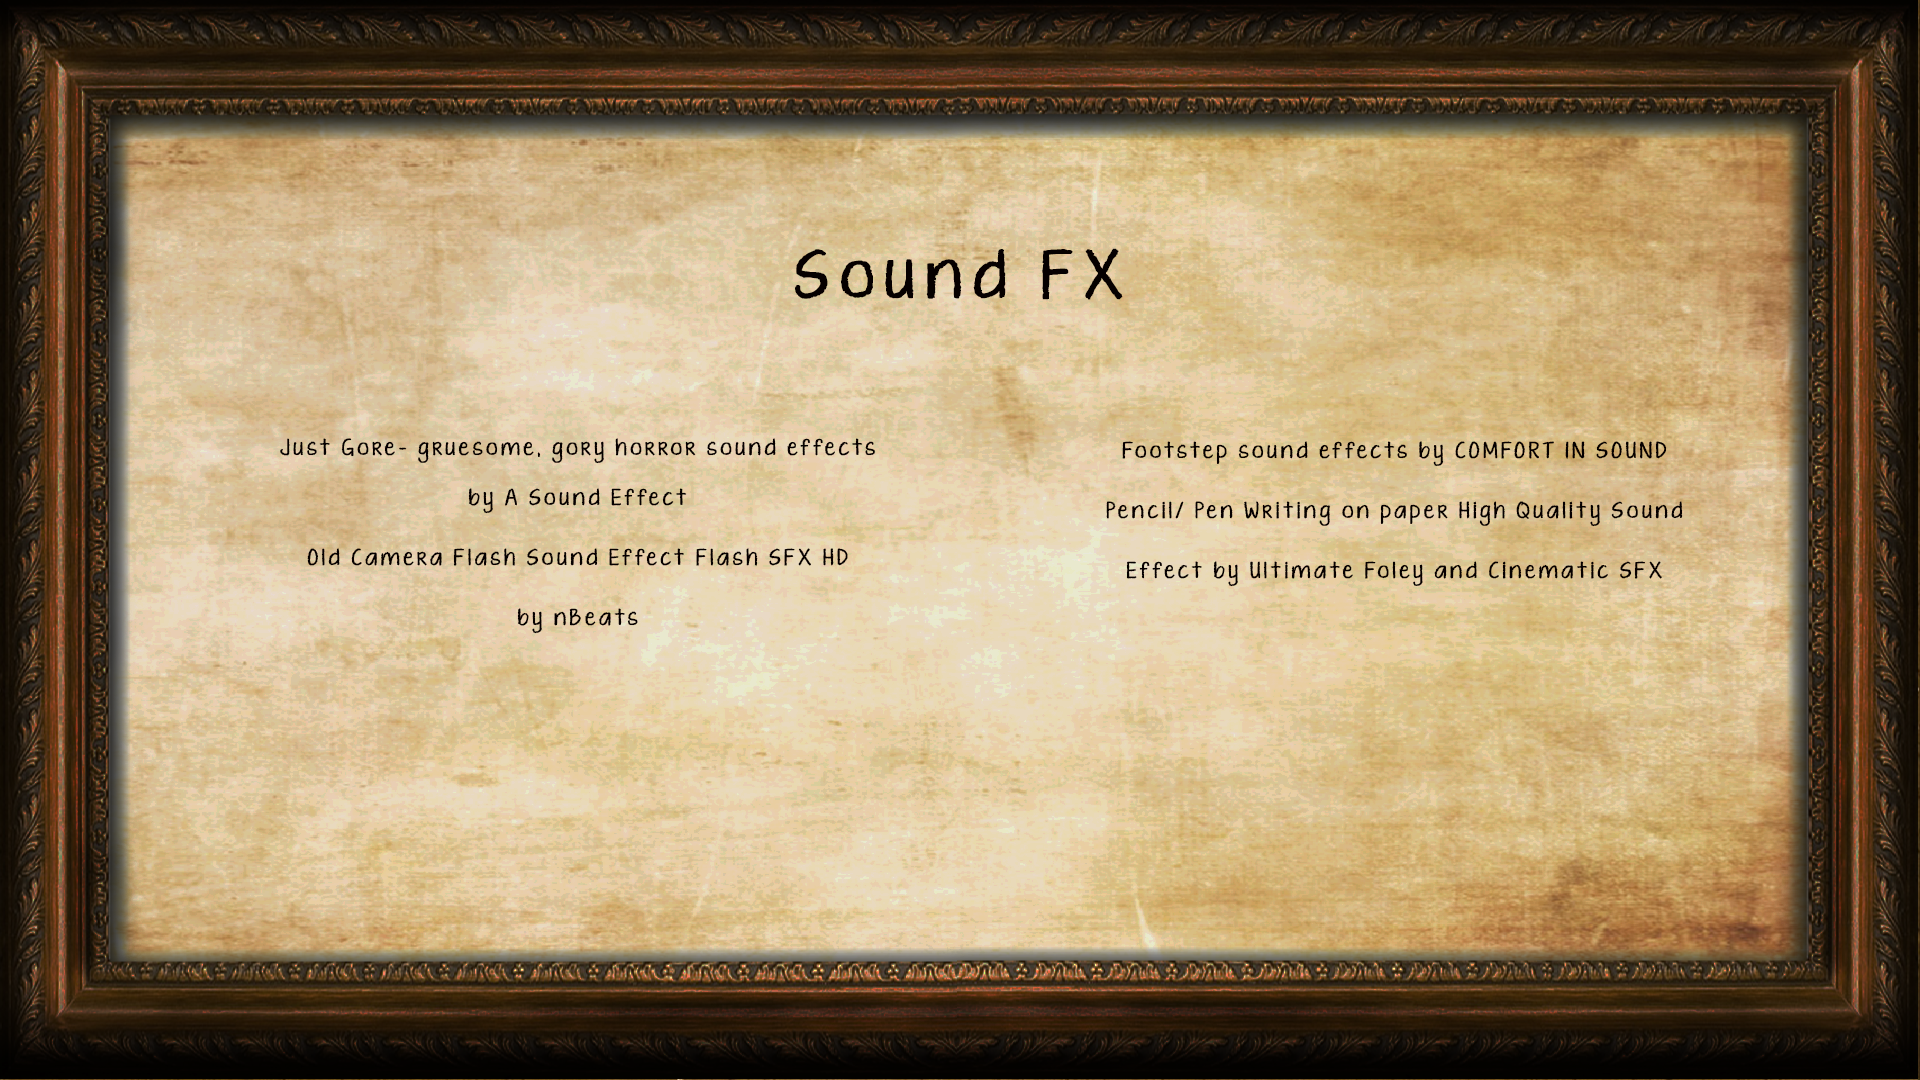 Sound FX
Just Gore- gruesome, gory horror sound effects
by A Sound Effect
Old Camera Flash Sound Effect Flash SFX HD
by nBeats
Footstep sound effects by COMFORT IN SOUND
Pencil/ Pen Writing on paper High Quality Sound
Effect by Ultimate Foley and Cinematic SFX